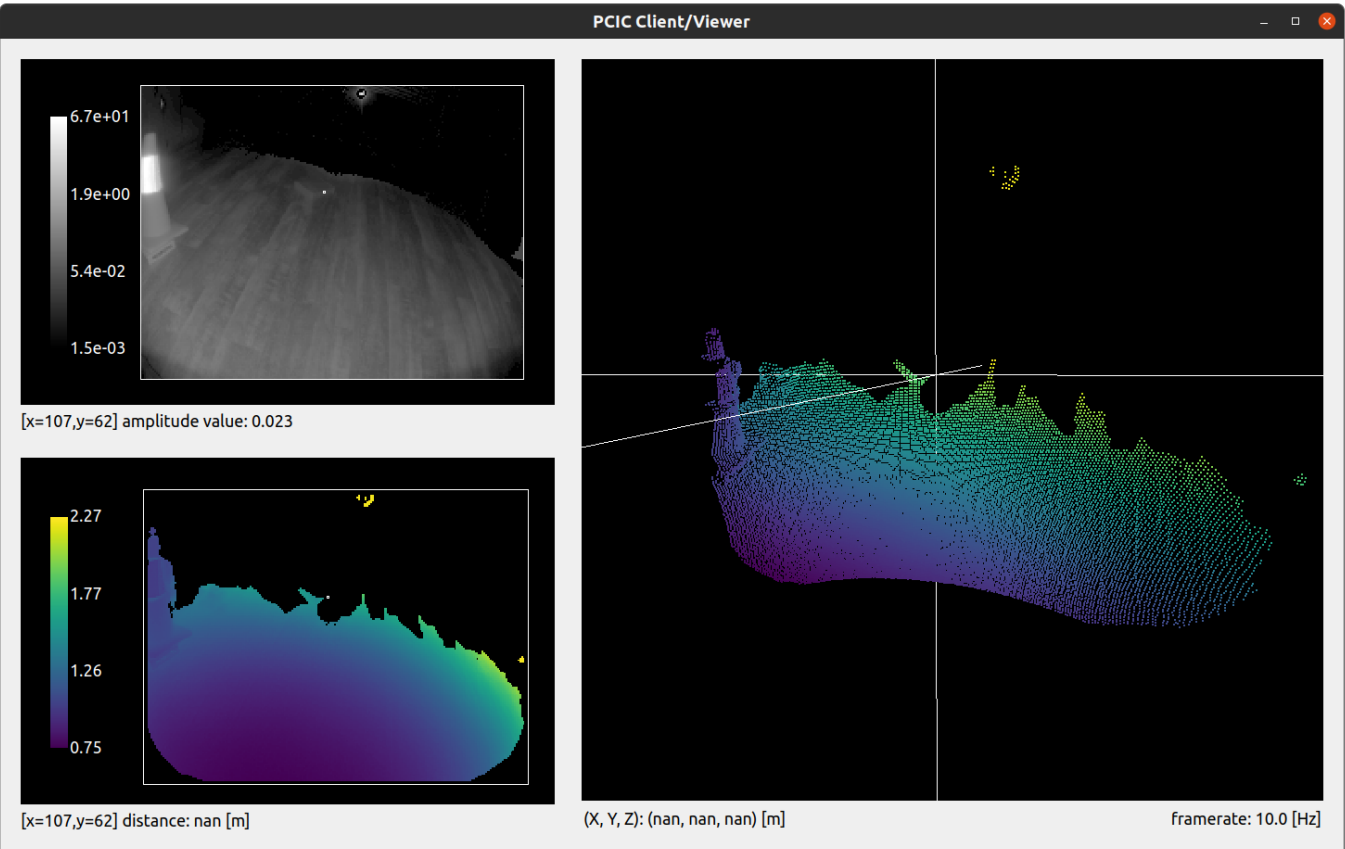 PCIC Client/Viewer
6.7e+01
1.9e+00
5.4e-02
1.5e-03
[x=107,y=62] amplitude value: 0.023
2.27
1.77
1.26
0.75
[x=107,y=62] distance: nan [m]
(X, Y, Z): (nan, nan, nan) [m]
framerate: 10.0 [Hz]